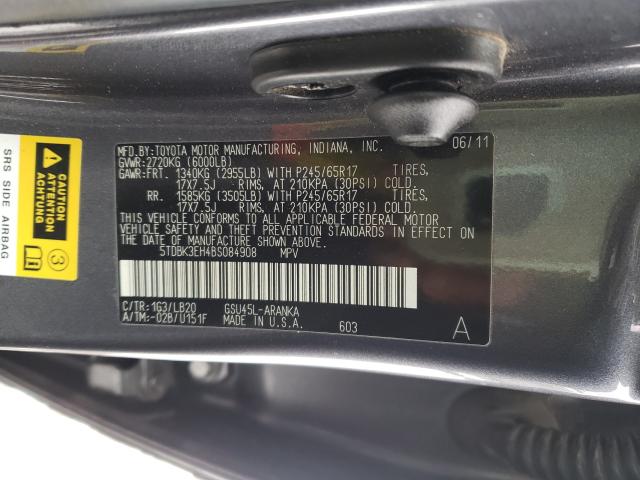 MFD.BY:TOYOTA MOTOR MANUFACTURING, INDIANA, INC. 06/11
GVWR:2720KG (6000LB)
GAWR:FRT. 1340KG (2955LB) WITH P245/65R17 TIRES,
17X7.5J RIMS, AT 210KPA (30PSI) COLD.
RR. 1585KG (3505LB) WITH P245/65R17 TIRES,
17X7.5J RIMS, AT 210KPA (30PSI) COLD.
THIS VEHICLE CONFORMS TO ALL APPLICABLE FEDERAL MOTOR
VEHICLE SAFETY AND THEFT PREVENTION STANDARDS IN EFFECT ON
THE DATE OF MANUFACTURE SHOWN ABOVE.
5TDBK3EH4BS084908 MPV
C/TR:1G3/LB20 GSU45L-ARANKA
A/TM:-02B/U151F MADE IN U.S.A. 603
A
SRS SIDE AIRBAG
3